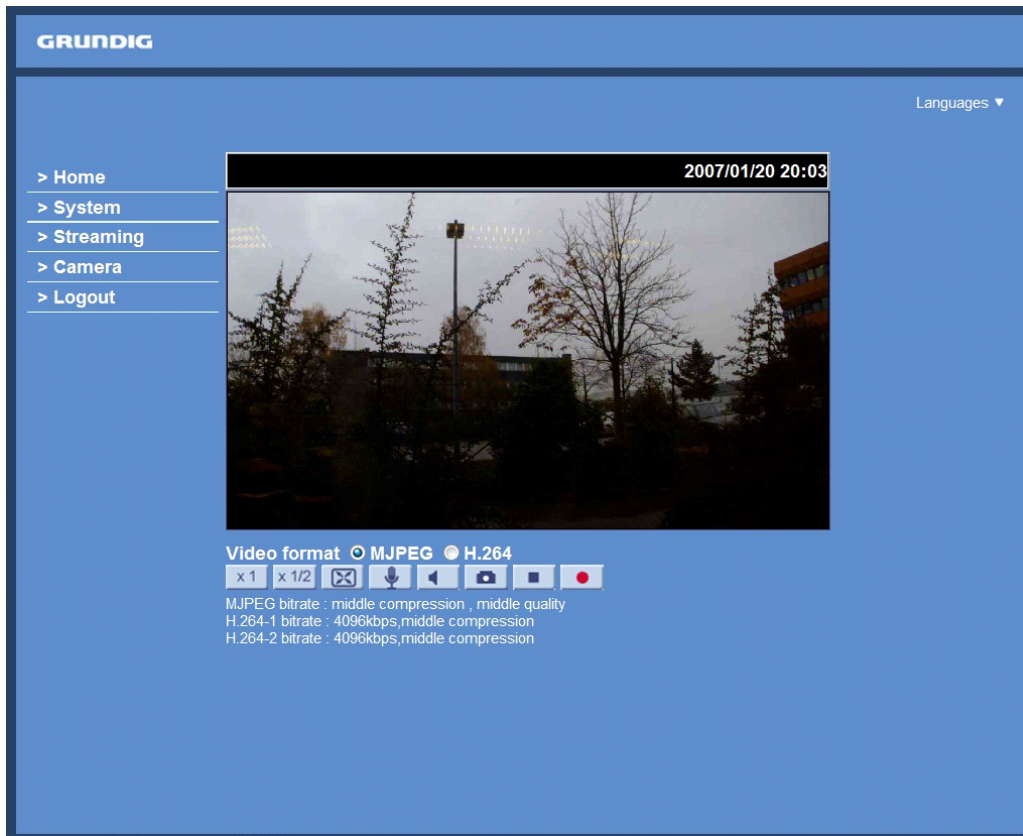 GRUNDIG
Languages ▼
> Home
> System
> Streaming
> Camera
> Logout
2007/01/20 20:03
Video format MJPEG H.264
x 1 x 1/2
MJPEG bitrate : middle compression , middle quality
H.264-1 bitrate : 4096kbps,middle compression
H.264-2 bitrate : 4096kbps,middle compression